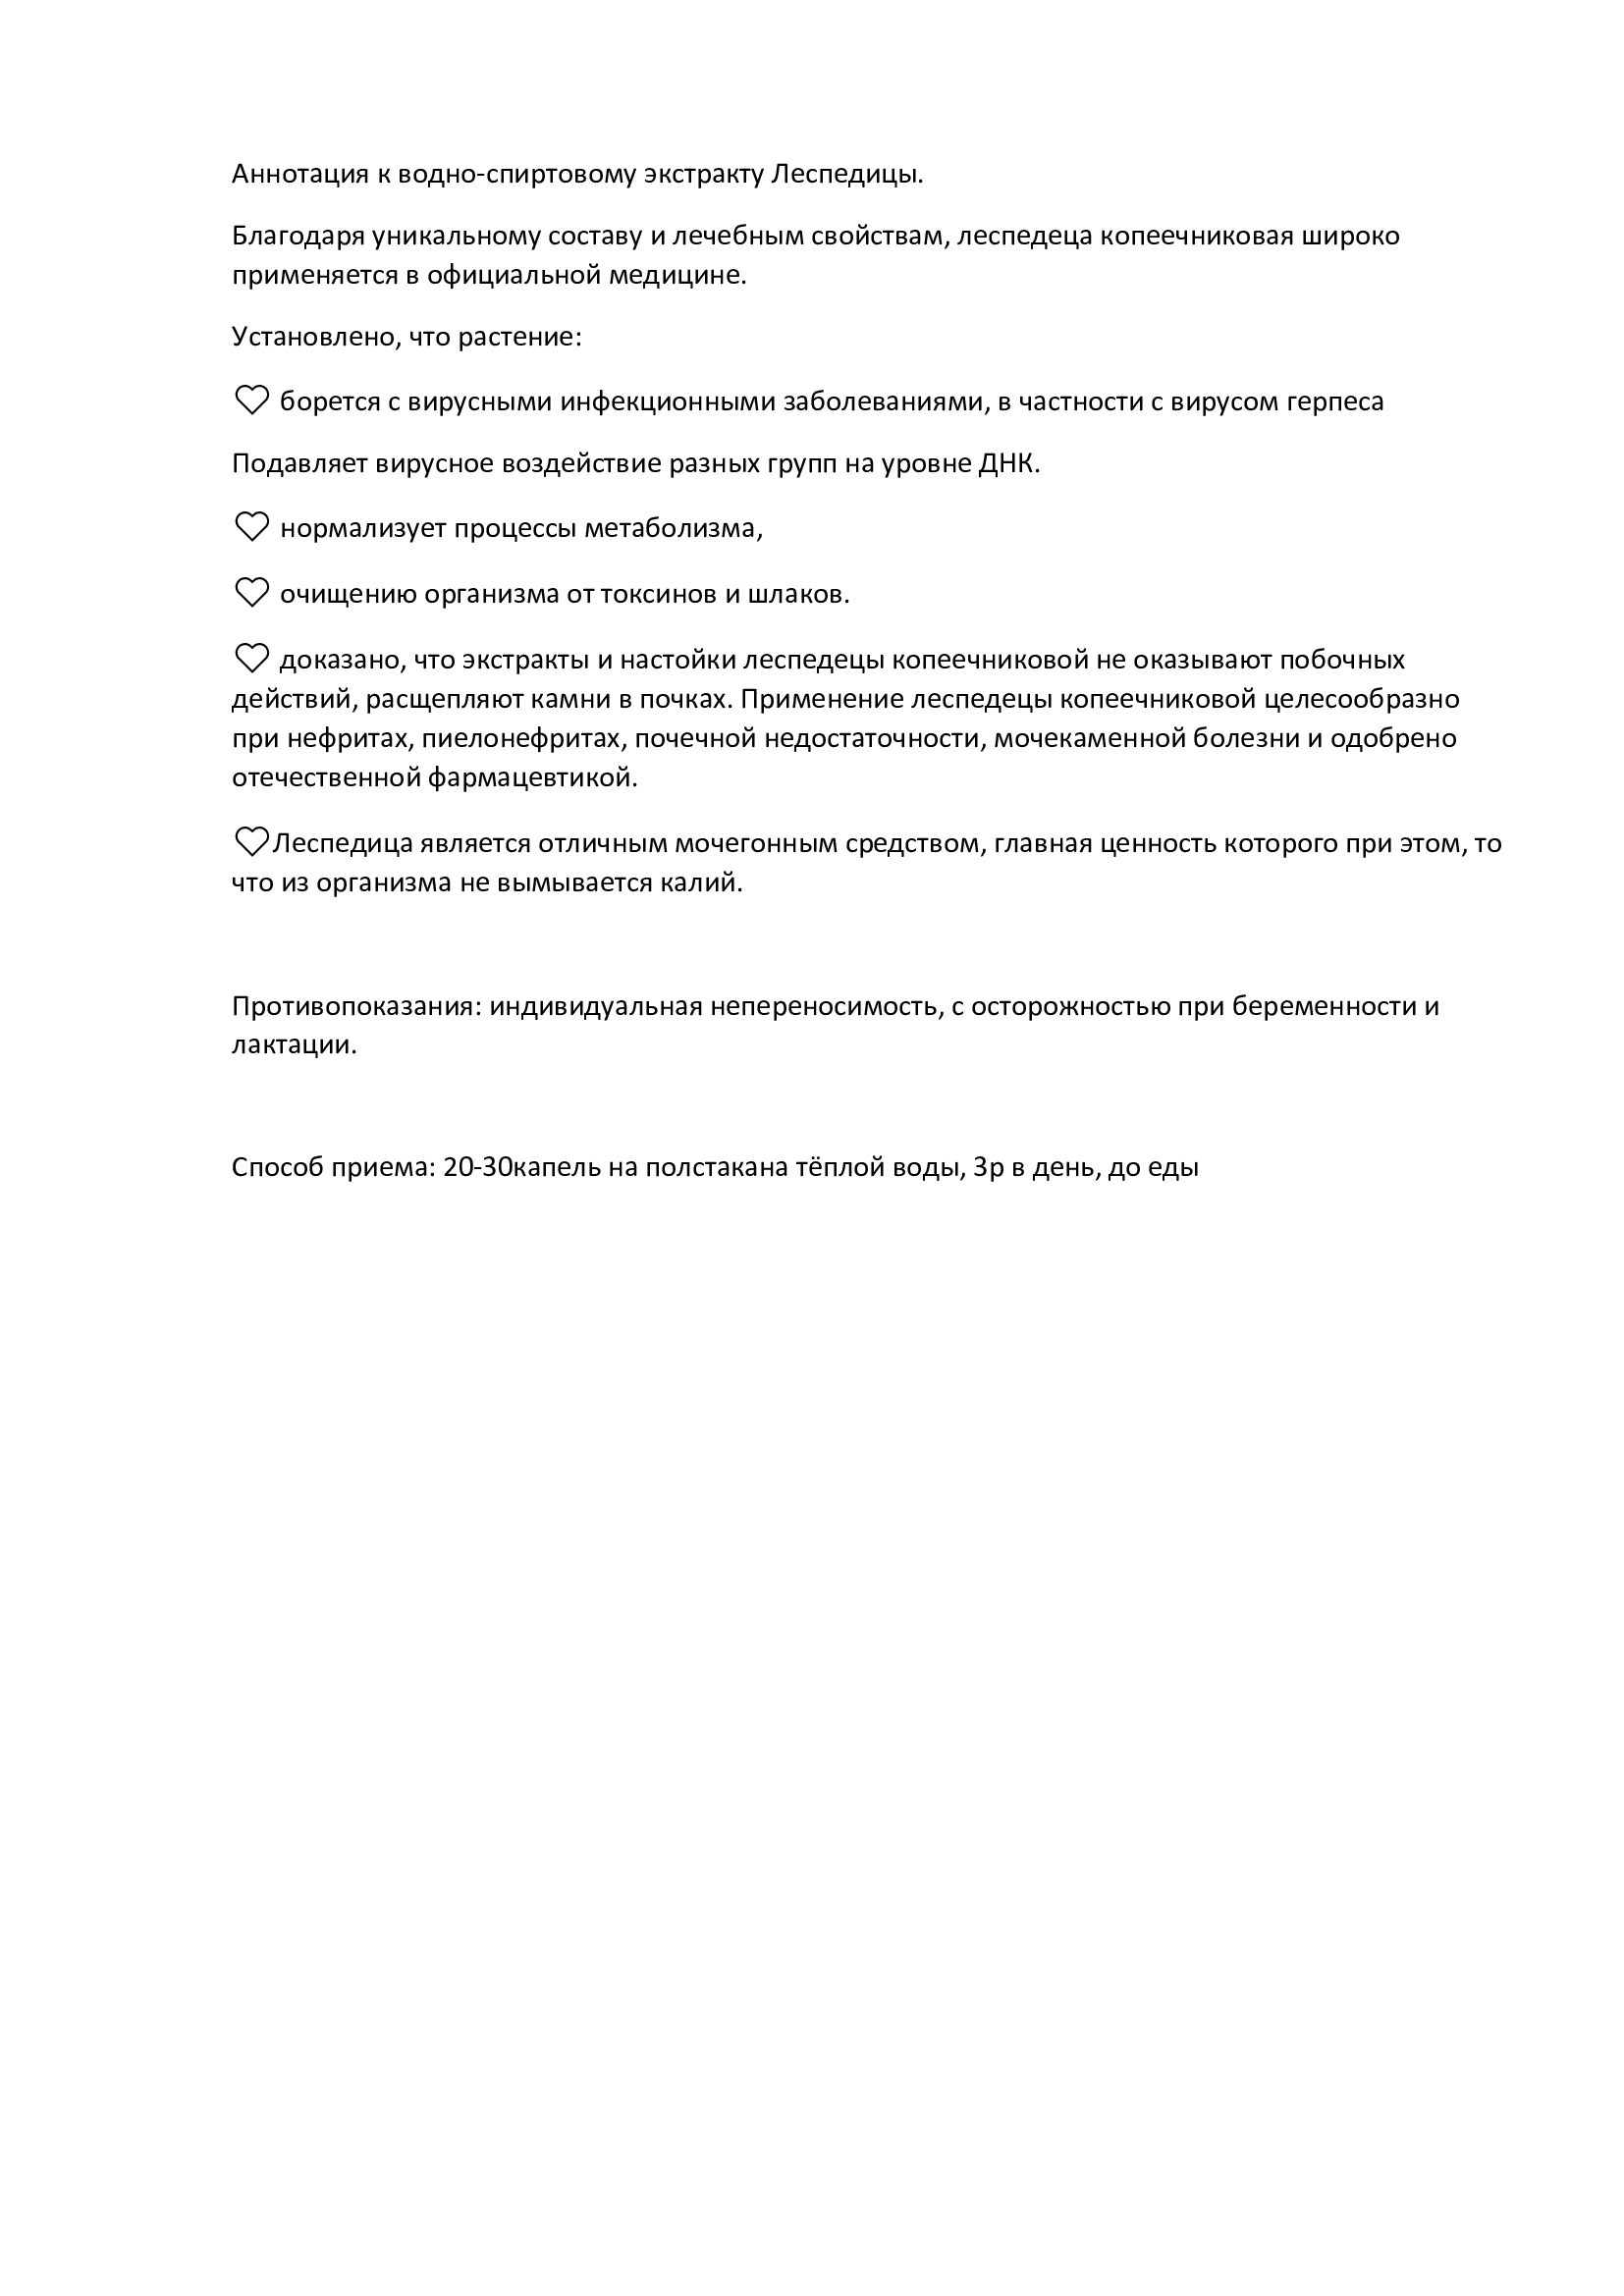 Аннотация к водно-спиртовому экстракту Леспедицы.
Благодаря уникальному составу и лечебным свойствам, леспедеца копеечниковая широко
применяется в официальной медицине.
Установлено, что растение:
♡ борется с вирусными инфекционными заболеваниями, в частности с вирусом герпеса
Подавляет вирусное воздействие разных групп на уровне ДНК.
♡ нормализует процессы метаболизма,
♡ очищению организма от токсинов и шлаков.
♡ доказано, что экстракты и настойки леспедецы копеечниковой не оказывают побочных
действий, расщепляют камни в почках. Применение леспедецы копеечниковой целесообразно
при нефритах, пиелонефритах, почечной недостаточности, мочекаменной болезни и одобрено
отечественной фармацевтикой.
♡Леспедица является отличным мочегонным средством, главная ценность которого при этом, то
что из организма не вымывается калий.
Противопоказания: индивидуальная непереносимость, с осторожностью при беременности и
лактации.
Способ приема: 20-30капель на полстакана тёплой воды, 3р в день, до еды